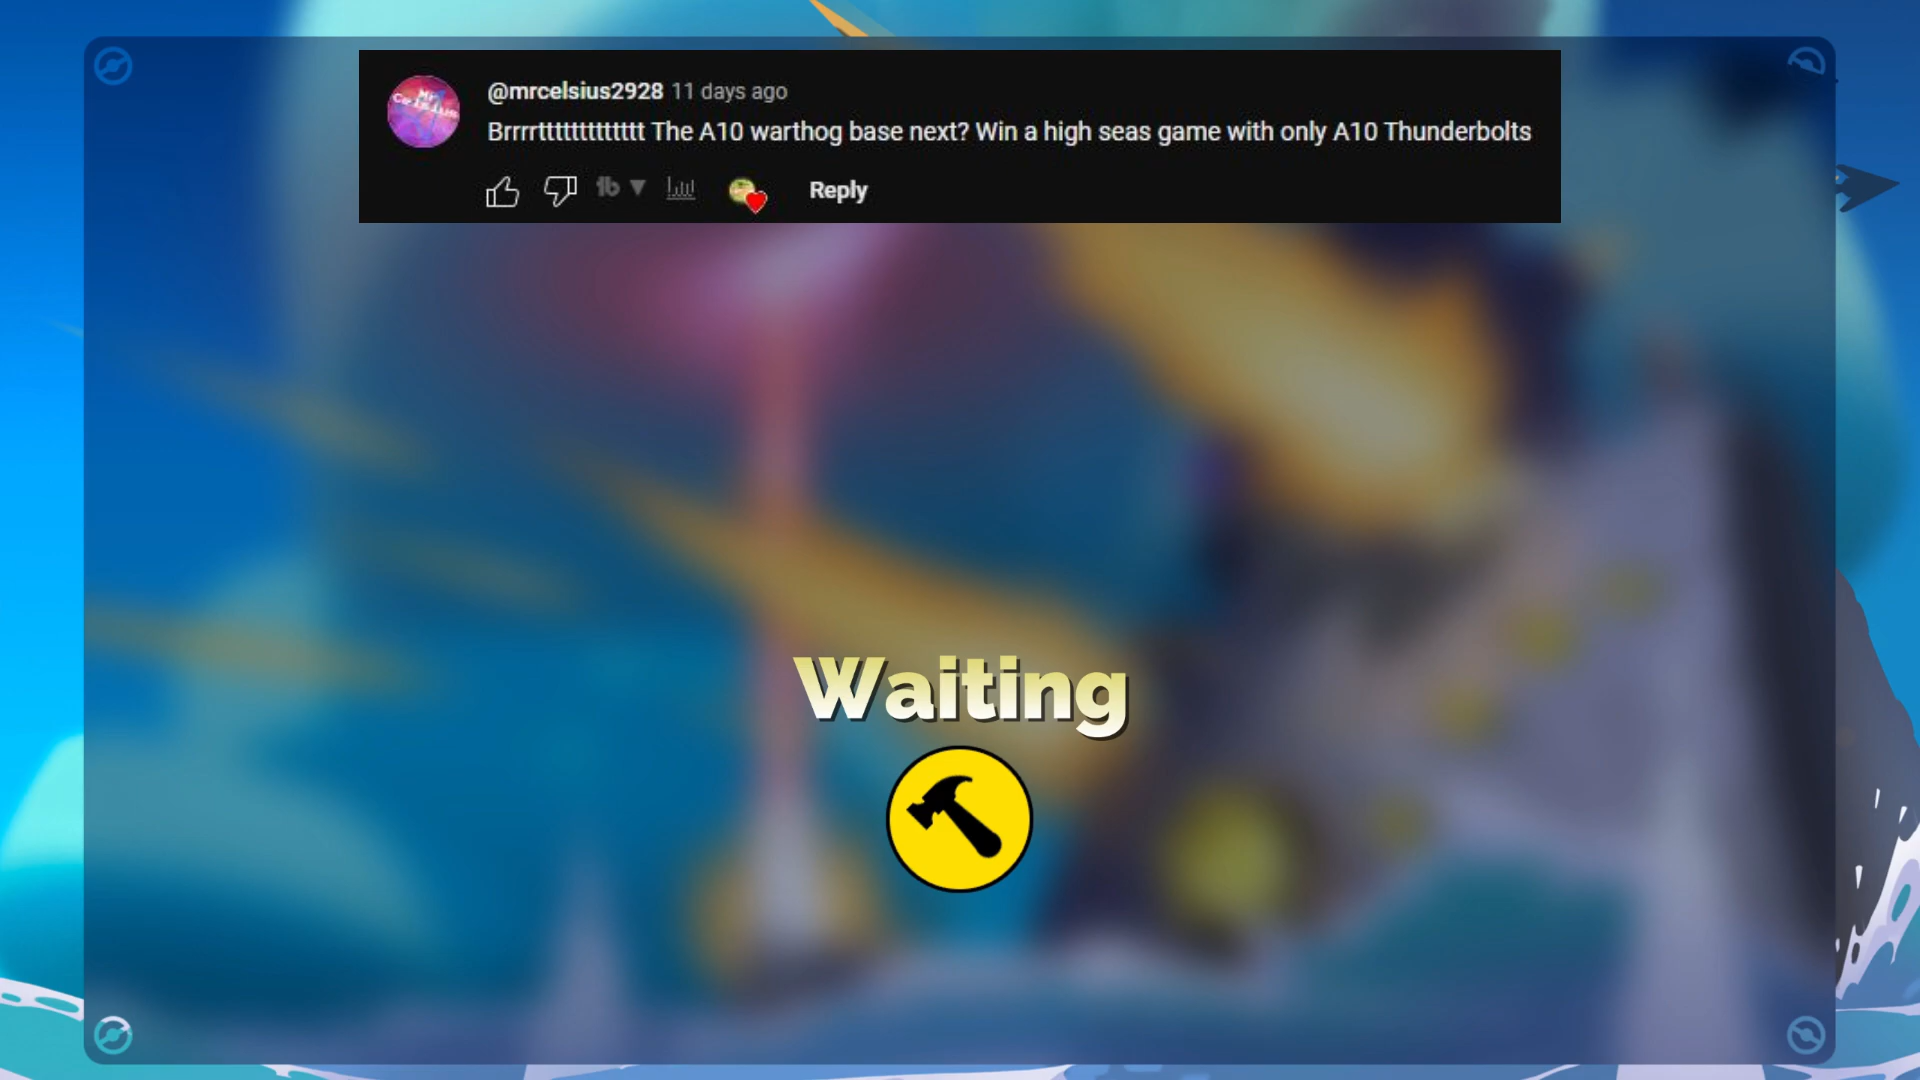 @mrcelsius2928 11 days ago
Brrrrtttttttttttttt The A10 warthog base next? Win a high seas game with only A10 Thunderbolts
Reply
Waiting